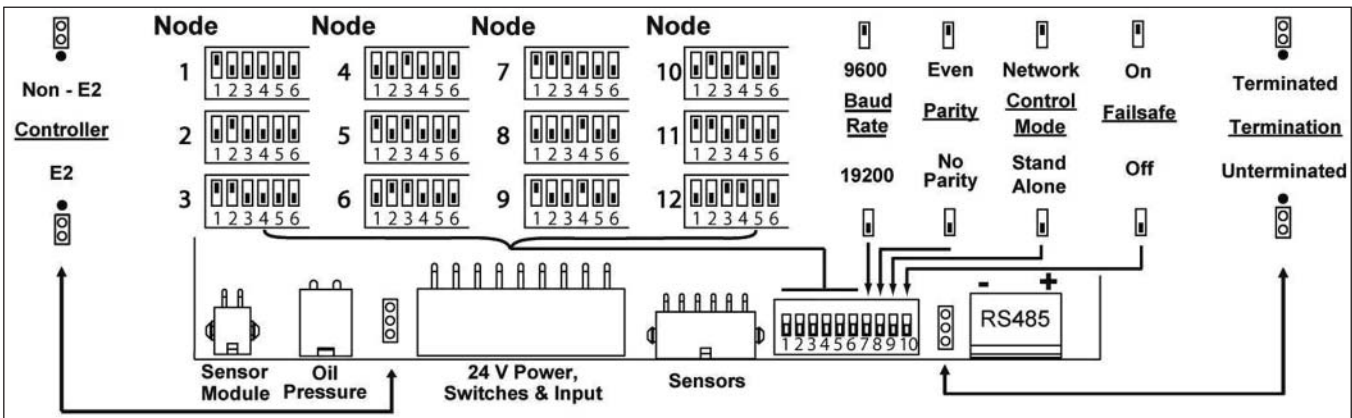 Node Node Node Node
1 1 2 3 4 5 6
4 1 2 3 4 5 6
7 1 2 3 4 5 6
10 1 2 3 4 5 6
2 1 2 3 4 5 6
5 1 2 3 4 5 6
8 1 2 3 4 5 6
11 1 2 3 4 5 6
3 1 2 3 4 5 6
6 1 2 3 4 5 6
9 1 2 3 4 5 6
12 1 2 3 4 5 6
Non - E2
Controller
E2
9600
Baud
Rate
19200
Even
Parity
No
Parity
Network
Control
Mode
Stand
Alone
On
Failsafe
Off
Terminated
Termination
Unterminated
1 2 3 4 5 6 7 8 9 10
- +
RS485
Sensor
Module
Oil
Pressure
24 V Power,
Switches & Input
Sensors